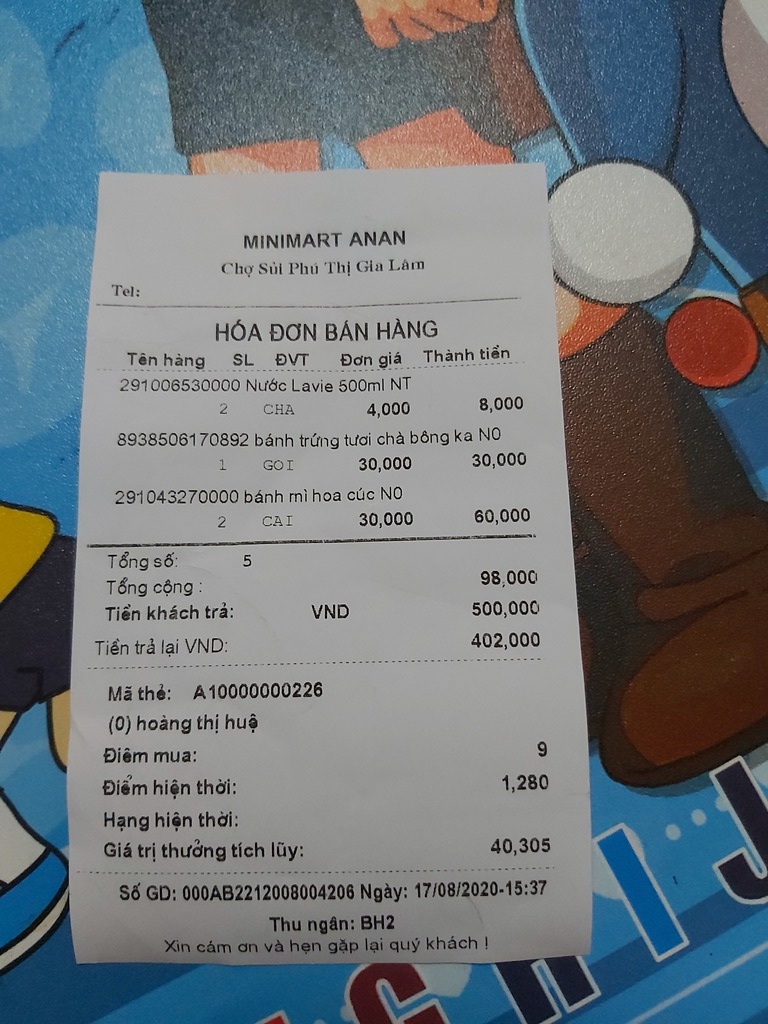 MINIMART ANAN
Chợ Sủi Phú Thị Gia Lâm
Tel:
HÓA ĐƠN BÁN HÀNG
Tên hàng SL ĐVT Đơn giá Thành tiền
291006530000 Nước Lavie 500ml NT
2 CHA 4,000 8,000
8938506170892 bánh trứng tươi chà bông ka N0
1 GOI 30,000 30,000
291043270000 bánh mì hoa cúc N0
2 CAI 30,000 60,000
Tổng số: 5
Tổng cộng : 98,000
Tiền khách trả: VND 500,000
Tiền trả lại VND: 402,000
Mã thẻ: A10000000226
(0) hoàng thị huệ
Điểm mua: 9
Điểm hiện thời: 1,280
Hạng hiện thời:
Giá trị thưởng tích lũy: 40,305
Số GD: 000AB2212008004206 Ngày: 17/08/2020-15:37
Thu ngân: BH2
Xin cám ơn và hẹn gặp lại quý khách !
G H I J